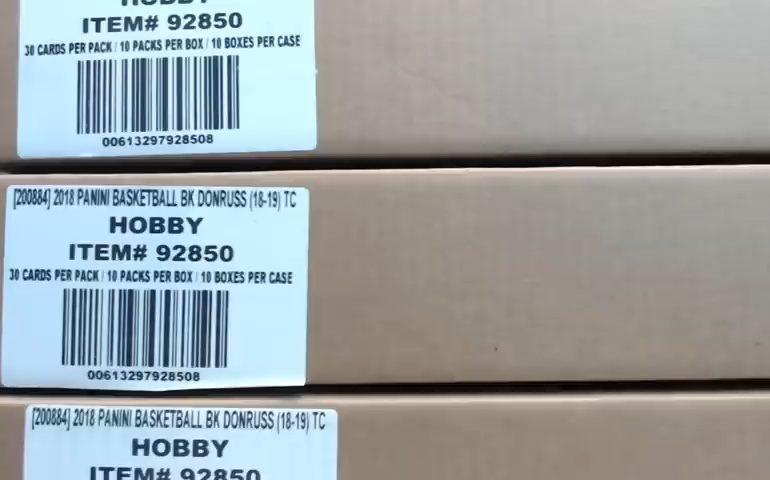 HOBBY
ITEM# 92850
30 CARDS PER PACK / 10 PACKS PER BOX / 10 BOXES PER CASE
00613297928508
[200884] 2018 PANINI BASKETBALL BK DONRUSS (18-19) TC
HOBBY
ITEM# 92850
30 CARDS PER PACK / 10 PACKS PER BOX / 10 BOXES PER CASE
00613297928508
[200884] 2018 PANINI BASKETBALL BK DONRUSS (18-19) TC
HOBBY
ITEM# 92850